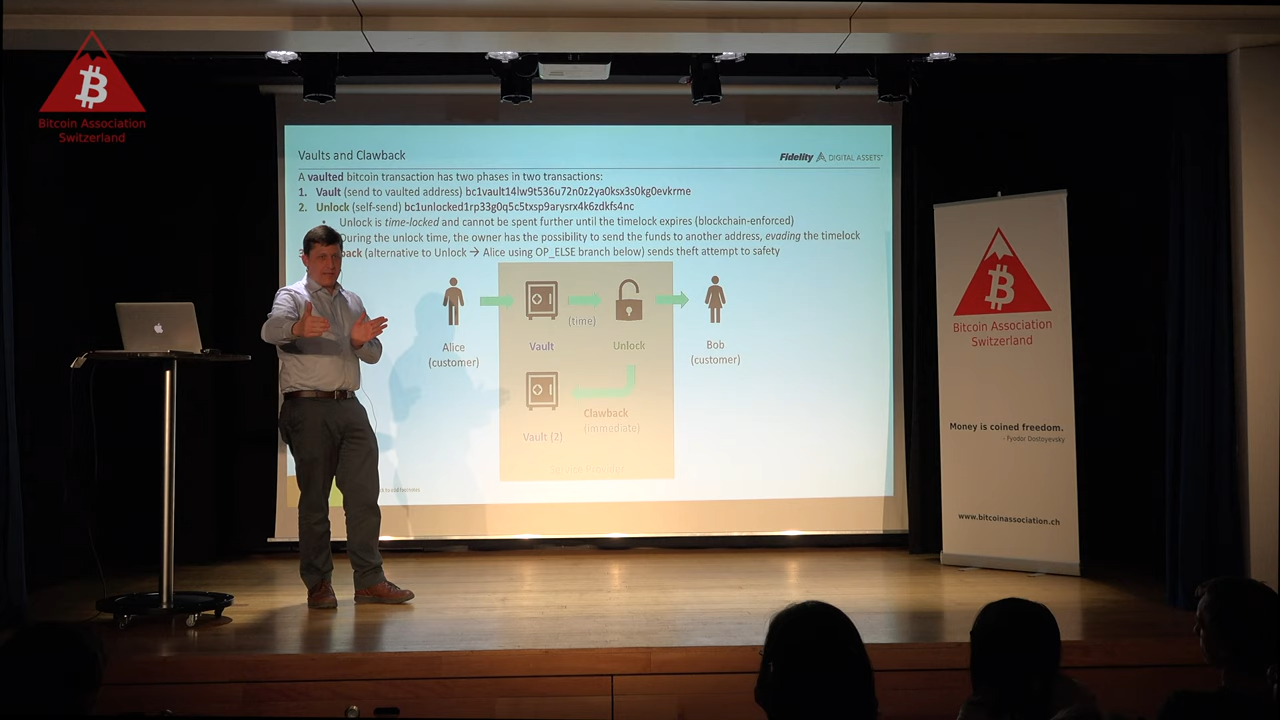 Bitcoin Association
Switzerland
Vaults and Clawback
Fidelity DIGITAL ASSETS
A vaulted bitcoin transaction has two phases in two transactions:
1. Vault (send to vaulted address) bc1vault14lw9t536u72n0z2ya0ksx3s0kg0evkrme
2. Unlock (self-send) bc1unlocked1rp33g0q5c5txsp9arysrx4k6zdkfs4nc
• Unlock is time-locked and cannot be spent further until the timelock expires (blockchain-enforced)
During the unlock time, the owner has the possibility to send the funds to another address, evading the timelock
(alternative to Unlock → Alice using OP_ELSE branch below) sends theft attempt to safety
(time)
Alice
(customer)
Vault
Unlock
Bob
(customer)
Clawback
(immediate)
Vault (2)
Service Provider
Bitcoin Association
Switzerland
Money is coined freedom.
- Fyodor Dostoyevsky
www.bitcoinassociation.ch